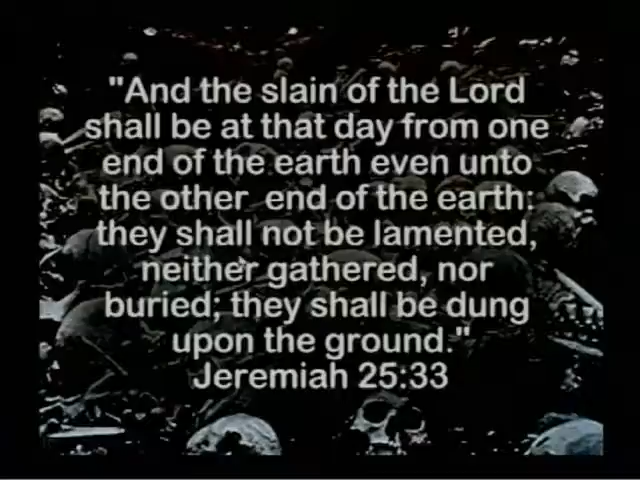 "And the slain of the Lord
shall be at that day from one
end of the earth even unto
the other end of the earth:
they shall not be lamented,
neither gathered, nor
buried; they shall be dung
upon the ground."
Jeremiah 25:33